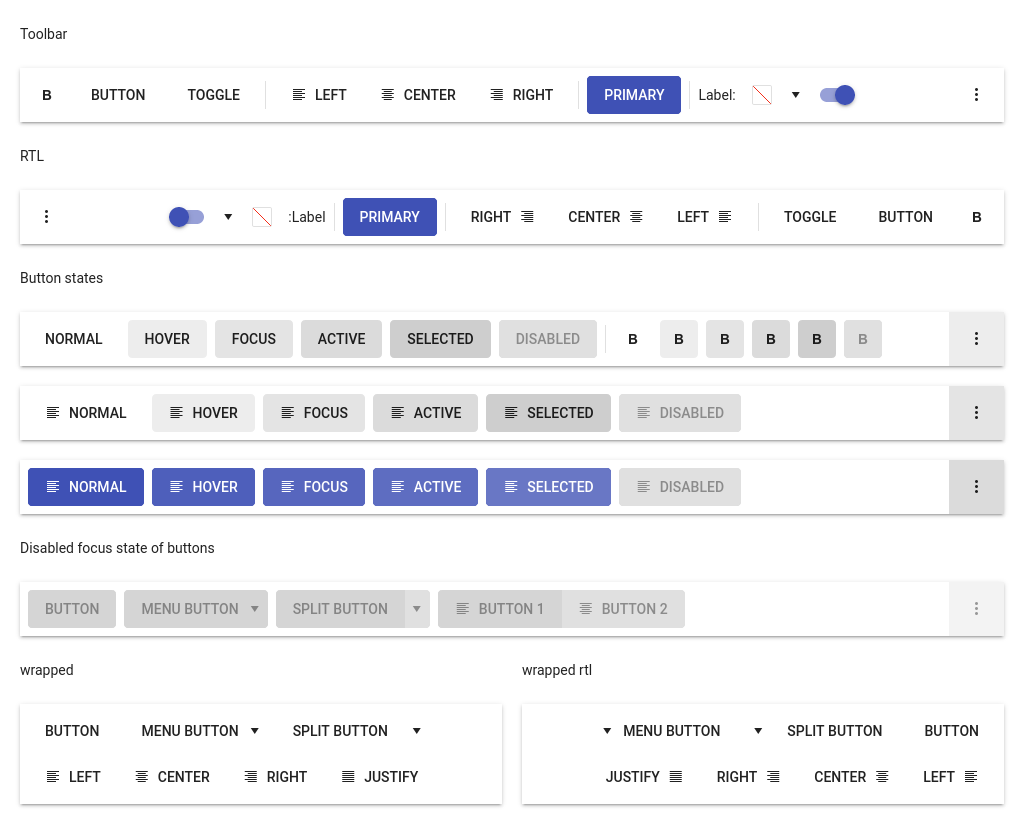 Toolbar
B BUTTON TOGGLE LEFT CENTER RIGHT PRIMARY Label:
RTL
:Label PRIMARY RIGHT CENTER LEFT TOGGLE BUTTON B
Button states
NORMAL HOVER FOCUS ACTIVE SELECTED DISABLED B B B B B B
NORMAL HOVER FOCUS ACTIVE SELECTED DISABLED
NORMAL HOVER FOCUS ACTIVE SELECTED DISABLED
Disabled focus state of buttons
BUTTON MENU BUTTON SPLIT BUTTON BUTTON 1 BUTTON 2
wrapped
BUTTON MENU BUTTON SPLIT BUTTON
LEFT CENTER RIGHT JUSTIFY
wrapped rtl
MENU BUTTON SPLIT BUTTON BUTTON
JUSTIFY RIGHT CENTER LEFT